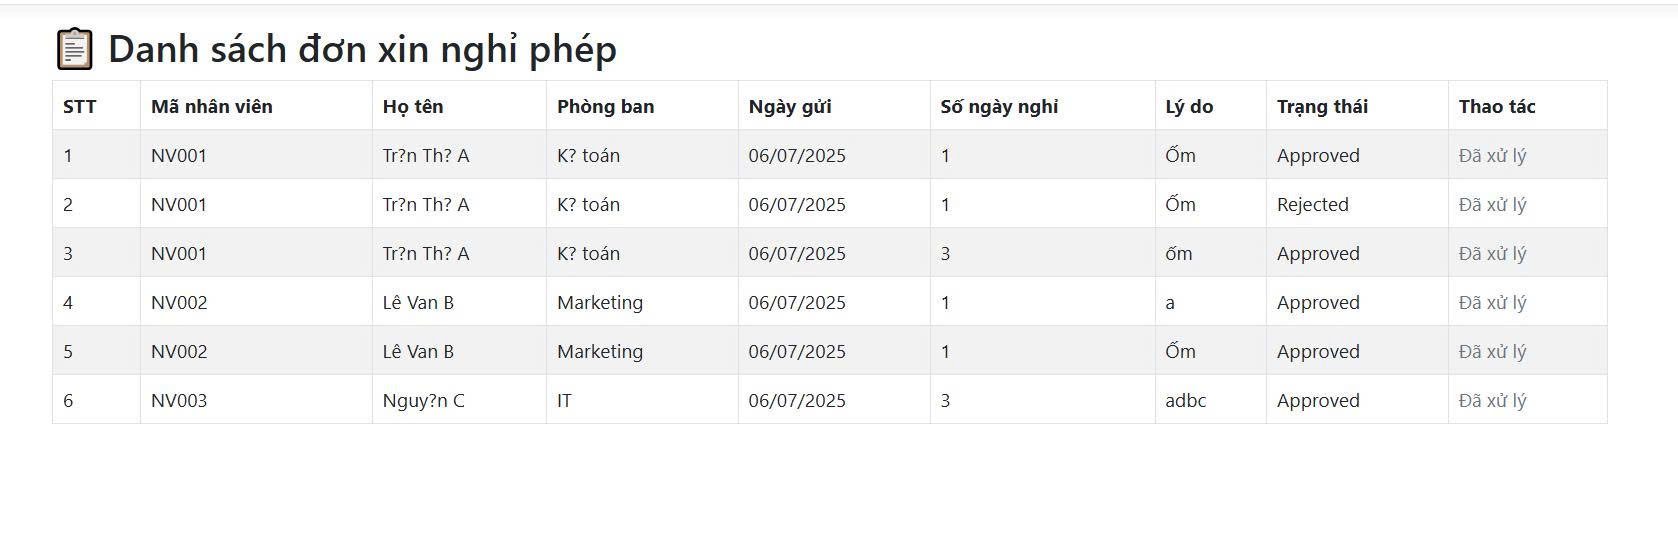 📋 Danh sách đơn xin nghỉ phép
STT Mã nhân viên Họ tên Phòng ban Ngày gửi Số ngày nghỉ Lý do Trạng thái Thao tác
1 NV001 Tr?n Th? A K? toán 06/07/2025 1 Ốm Approved Đã xử lý
2 NV001 Tr?n Th? A K? toán 06/07/2025 1 Ốm Rejected Đã xử lý
3 NV001 Tr?n Th? A K? toán 06/07/2025 3 ốm Approved Đã xử lý
4 NV002 Lê Van B Marketing 06/07/2025 1 a Approved Đã xử lý
5 NV002 Lê Van B Marketing 06/07/2025 1 Ốm Approved Đã xử lý
6 NV003 Nguy?n C IT 06/07/2025 3 adbc Approved Đã xử lý